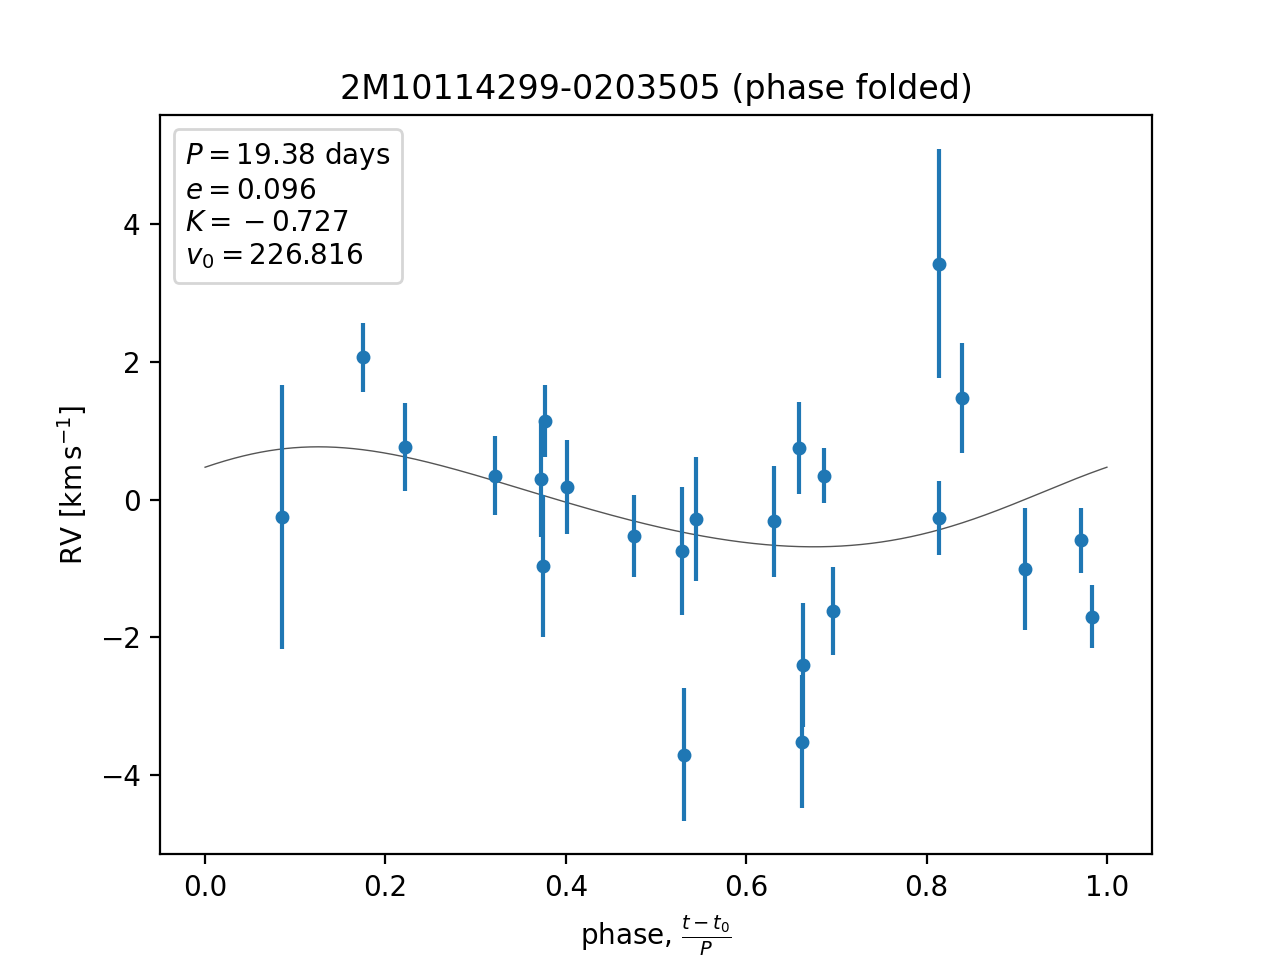 2M10114299-0203505 (phase folded)
P = 19.38 days
e = 0.096
K = −0.727
v₀ = 226.816
4
2
0
−2
−4
RV [km s⁻¹]
0.0 0.2 0.4 0.6 0.8 1.0
phase, (t − t₀)/P